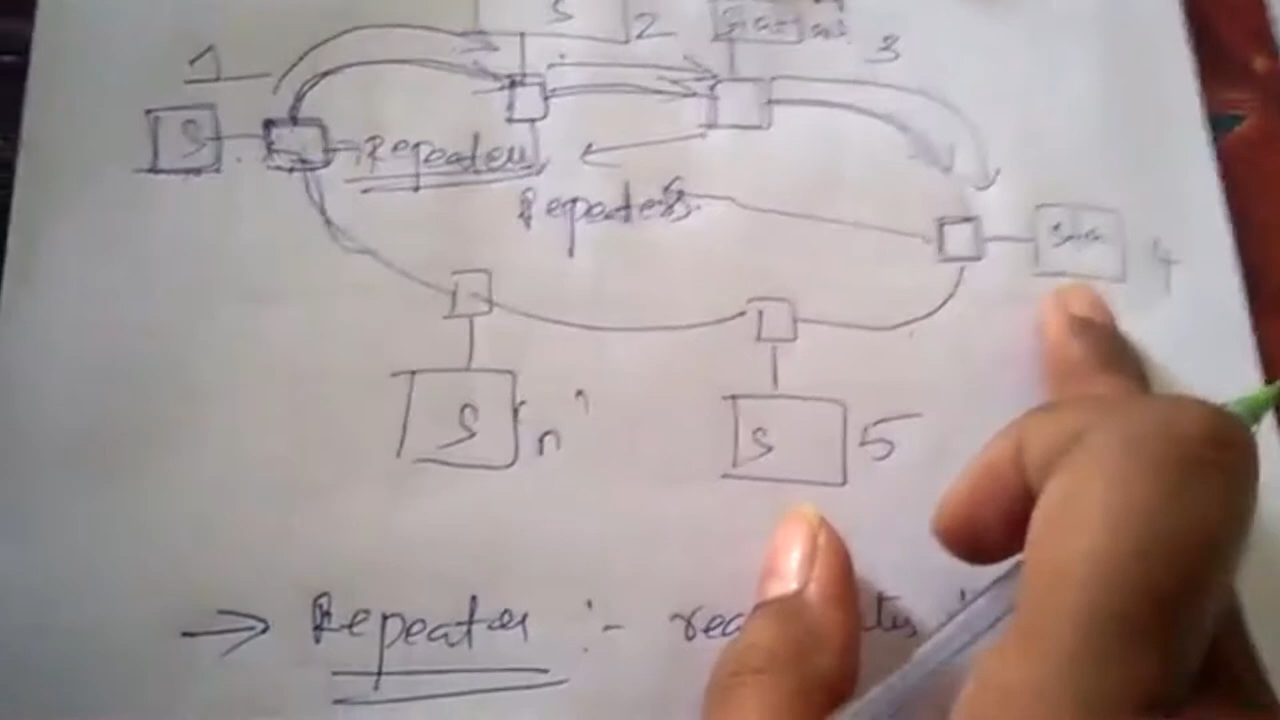 S 2
3
1
S
Repeater
Repeaters
4
S n
S 5
→ Repeater :-